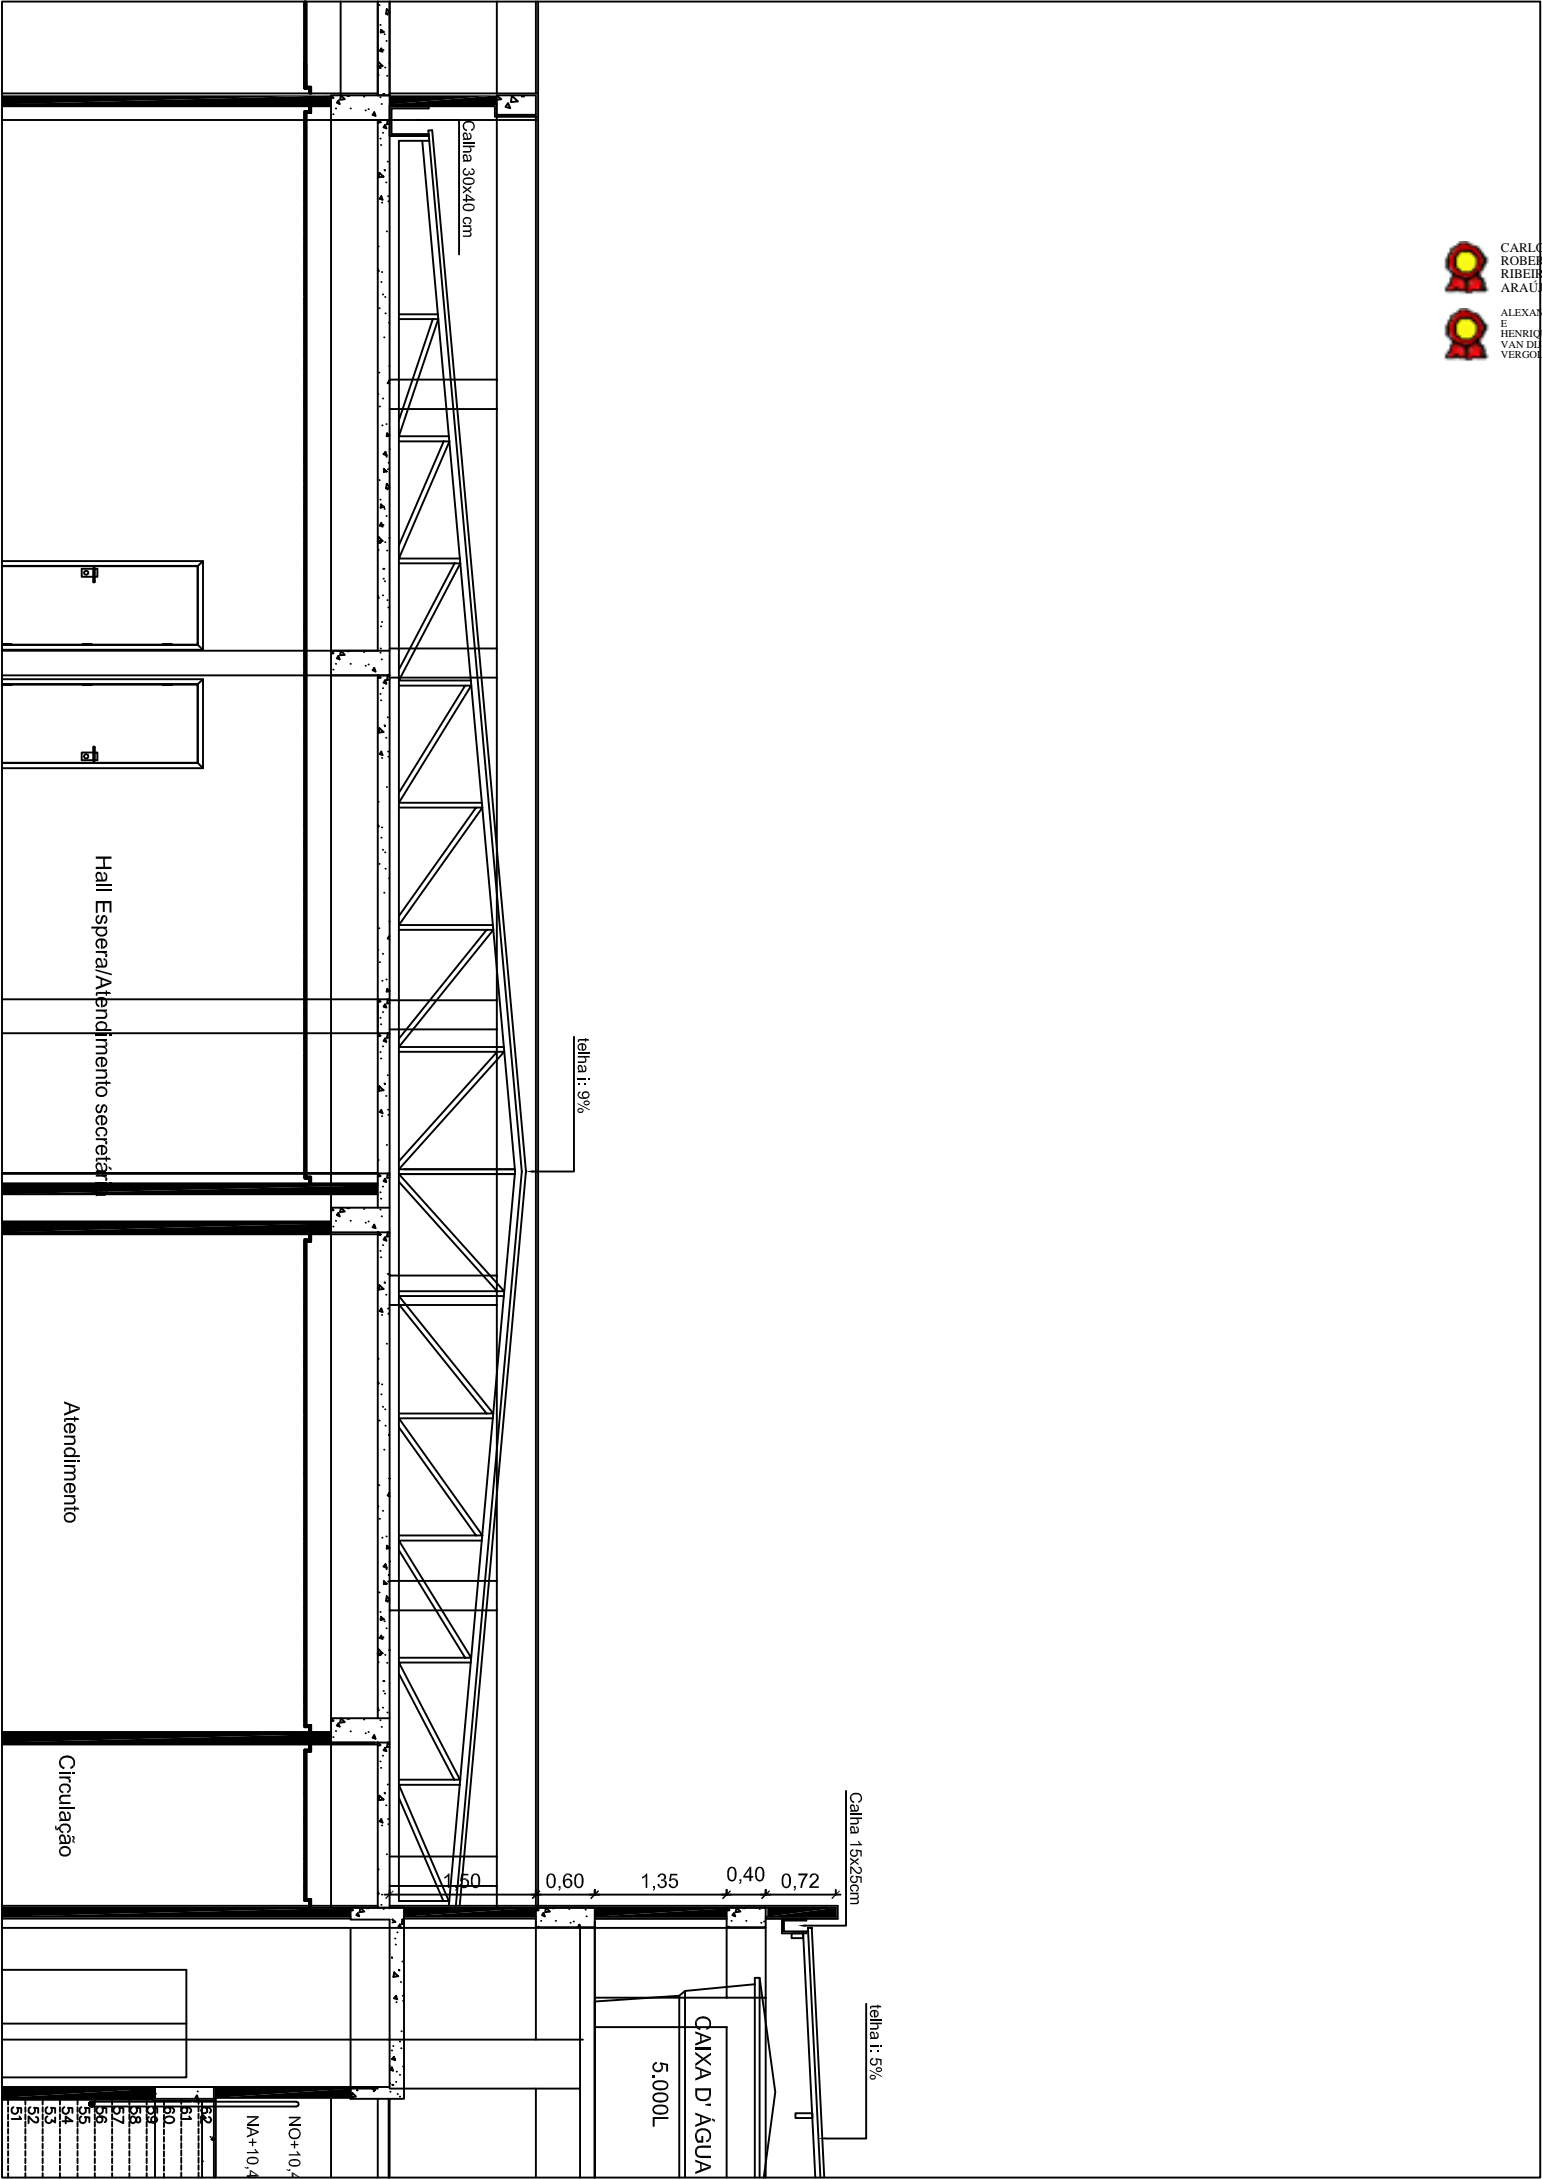 CARLO
ROBER
RIBEIR
ARAÚJ
ALEXAN
E
HENRIQ
VAN DI
VERGOL
Calha 30x40 cm
telha i: 9%
Hall Espera/Atendimento secretári
Atendimento
Circulação
1,50
0,60
1,35
0,40
0,72
Calha 15x25cm
telha i: 5%
CAIXA D' ÁGUA
5.000L
NO+10,4
NA+10,4
62
61
60
59
58
57
56
55
54
53
52
51